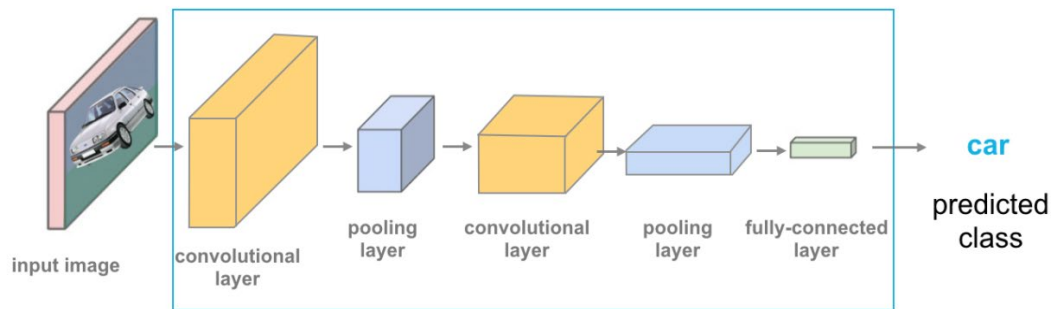 input image
convolutional
layer
pooling
layer
convolutional
layer
pooling
layer
fully-connected
layer
car
predicted
class